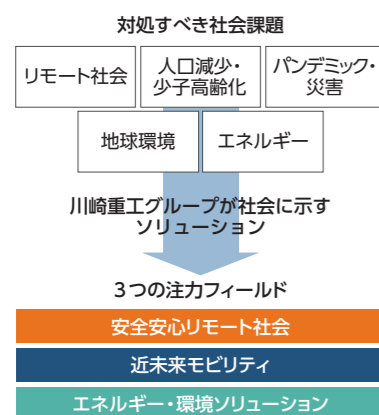 対処すべき社会課題
リモート社会
人口減少・
少子高齢化
パンデミック・
災害
地球環境
エネルギー
川崎重工グループが社会に示す
ソリューション
3つの注力フィールド
安全安心リモート社会
近未来モビリティ
エネルギー・環境ソリューション